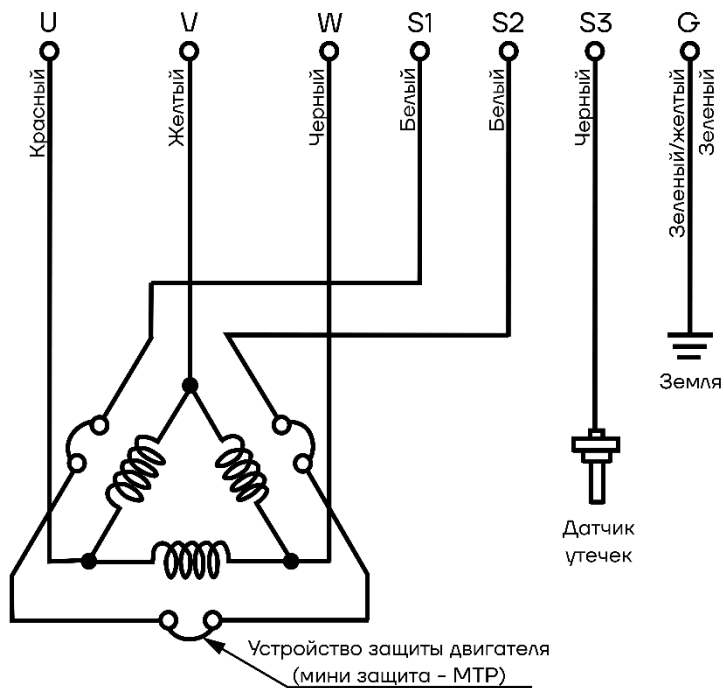 U V W S1 S2 S3 G
Красный
Желтый
Черный
Белый
Белый
Черный
Зеленый/желтый
Зеленый
Земля
Датчик
утечек
Устройство защиты двигателя
(мини защита - МТР)